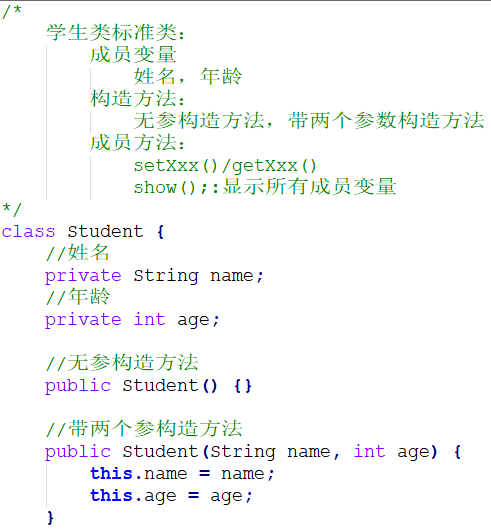 /*
    学生类标准类:
        成员变量
            姓名，年龄
        构造方法:
            无参构造方法，带两个参数构造方法
        成员方法:
            setXxx()/getXxx()
            show();:显示所有成员变量
*/
class Student {
    //姓名
    private String name;
    //年龄
    private int age;

    //无参构造方法
    public Student() {}

    //带两个参构造方法
    public Student(String name, int age) {
        this.name = name;
        this.age = age;
    }